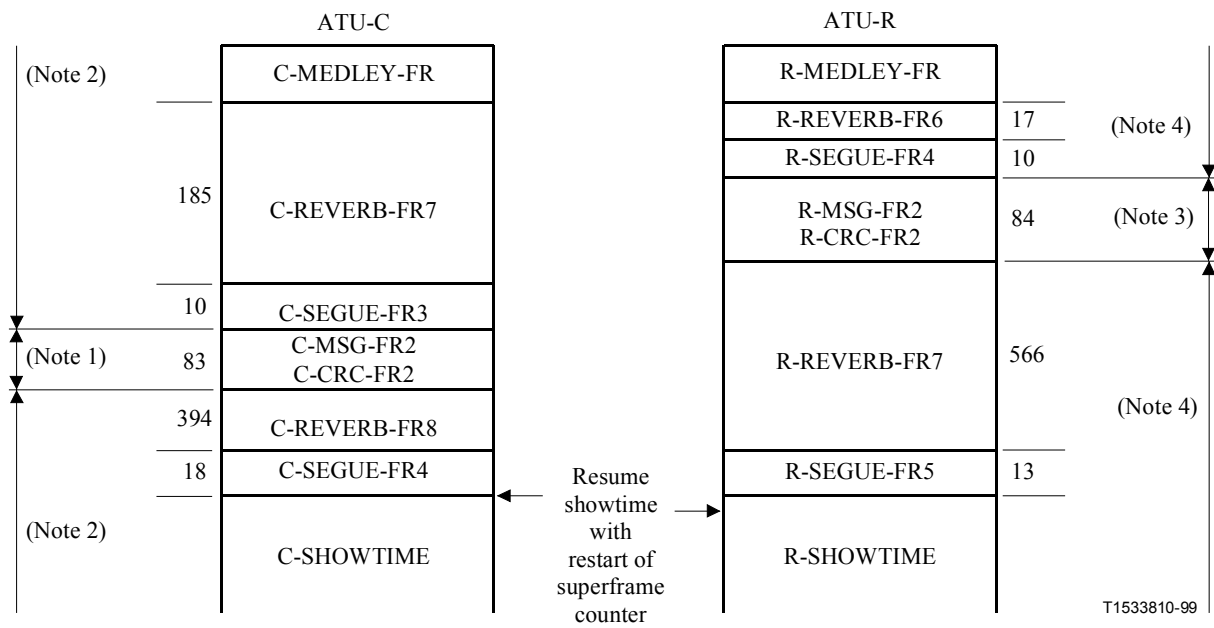 ATU-C
ATU-R
(Note 2)
C-MEDLEY-FR
R-MEDLEY-FR
R-REVERB-FR6
17
(Note 4)
R-SEGUE-FR4
10
185
C-REVERB-FR7
R-MSG-FR2
R-CRC-FR2
84
(Note 3)
10
C-SEGUE-FR3
(Note 1)
83
C-MSG-FR2
C-CRC-FR2
R-REVERB-FR7
566
(Note 4)
394
C-REVERB-FR8
18
C-SEGUE-FR4
R-SEGUE-FR5
13
Resume
showtime
with
restart of
superframe
counter
(Note 2)
C-SHOWTIME
R-SHOWTIME
T1533810-99